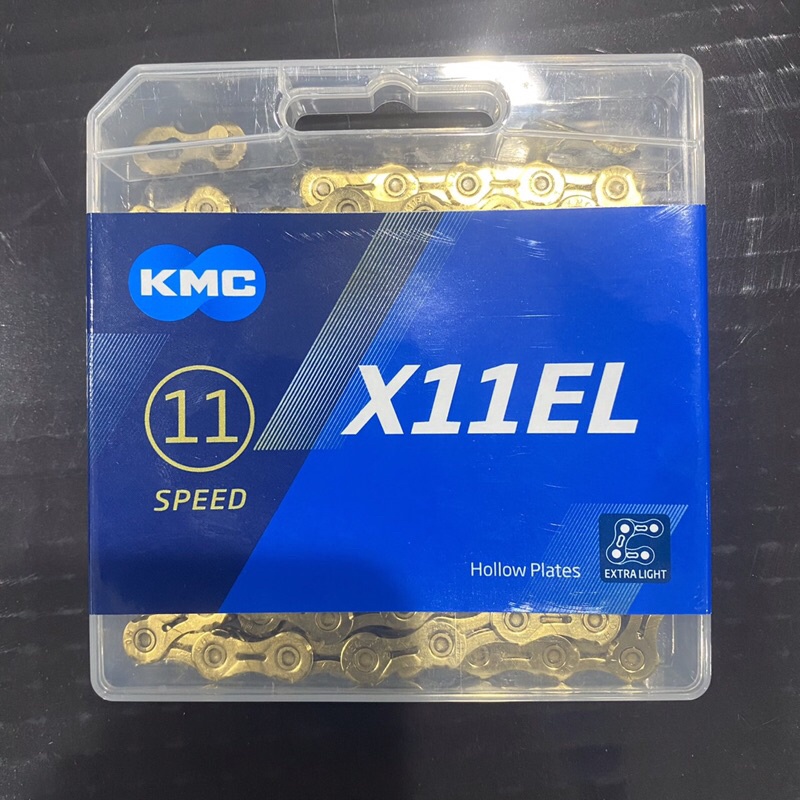 KMC
11
SPEED
X11EL
Hollow Plates
EXTRA LIGHT